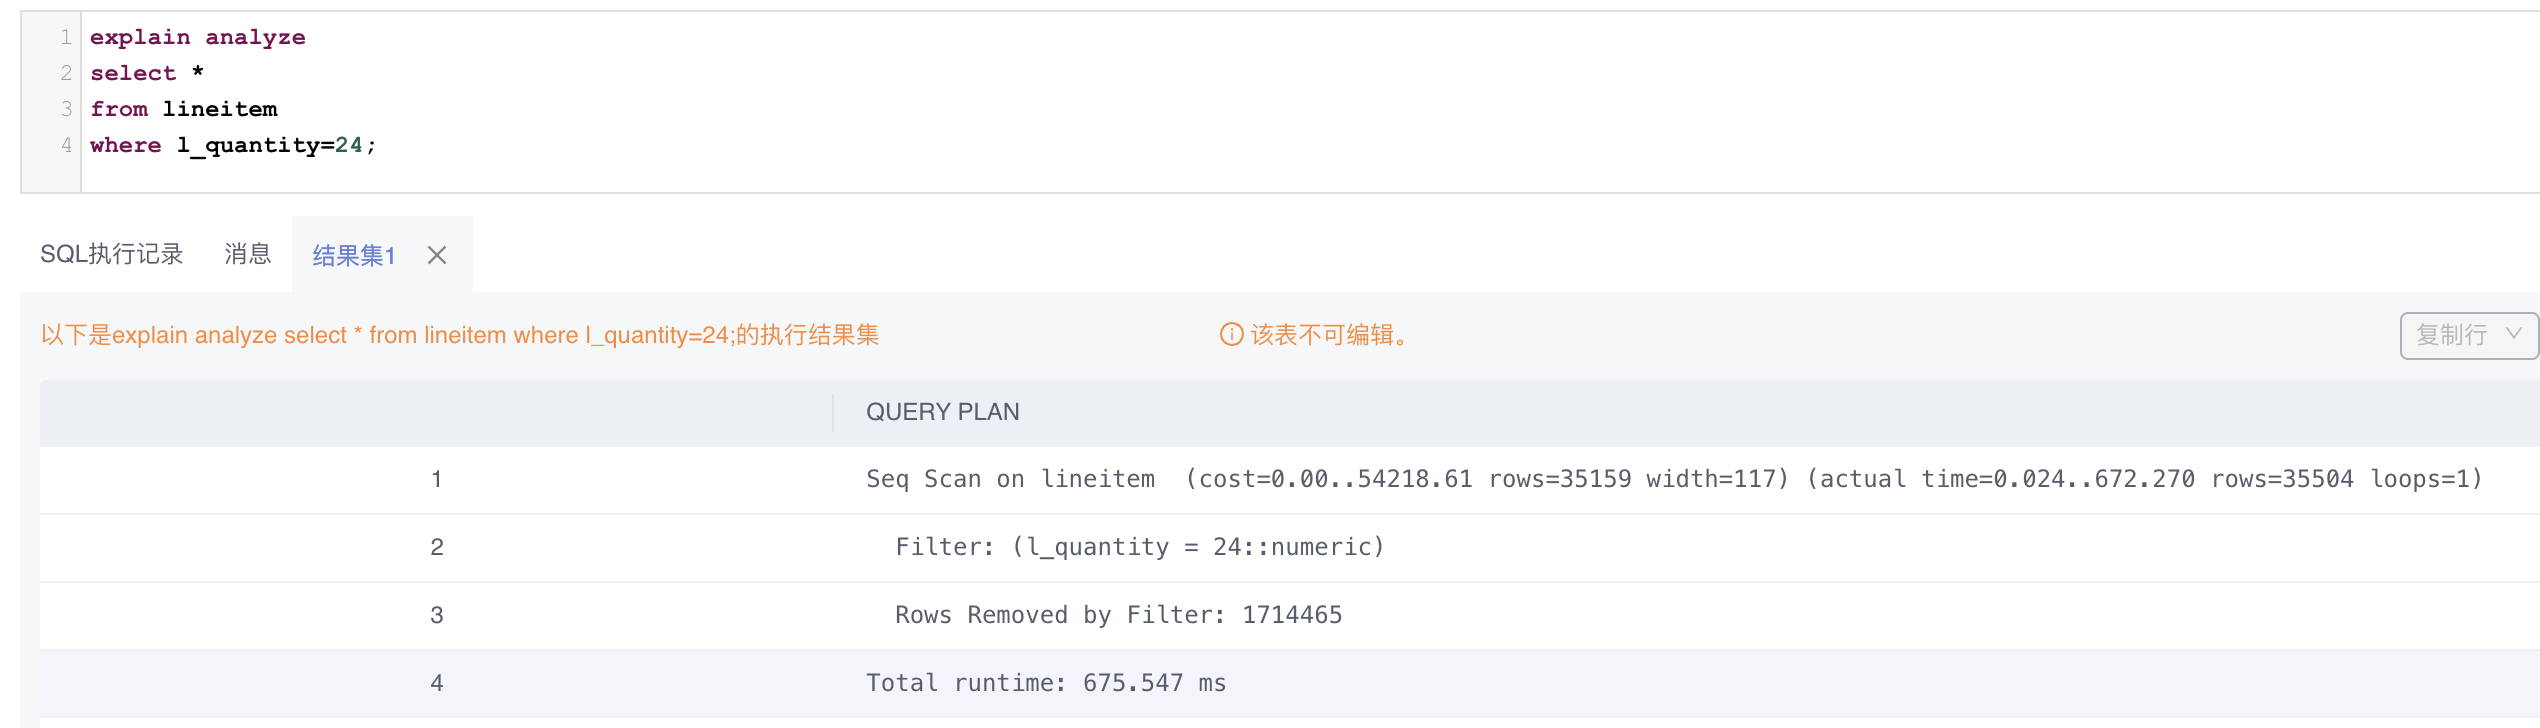 1 explain analyze
2 select *
3 from lineitem
4 where l_quantity=24;
SQL执行记录 消息 结果集1
以下是explain analyze select * from lineitem where l_quantity=24;的执行结果集 该表不可编辑。 复制行
QUERY PLAN
1 Seq Scan on lineitem  (cost=0.00..54218.61 rows=35159 width=117) (actual time=0.024..672.270 rows=35504 loops=1)
2 Filter: (l_quantity = 24::numeric)
3 Rows Removed by Filter: 1714465
4 Total runtime: 675.547 ms